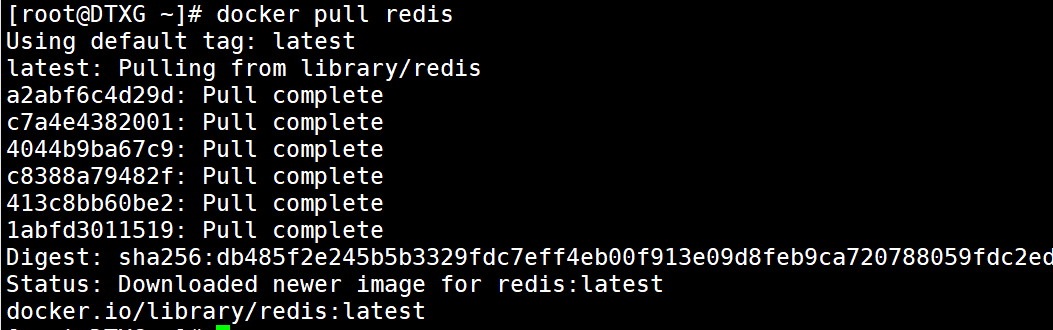 [root@DTXG ~]# docker pull redis
Using default tag: latest
latest: Pulling from library/redis
a2abf6c4d29d: Pull complete
c7a4e4382001: Pull complete
4044b9ba67c9: Pull complete
c8388a79482f: Pull complete
413c8bb60be2: Pull complete
1abfd3011519: Pull complete
Digest: sha256:db485f2e245b5b3329fdc7eff4eb00f913e09d8feb9ca720788059fdc2ed
Status: Downloaded newer image for redis:latest
docker.io/library/redis:latest